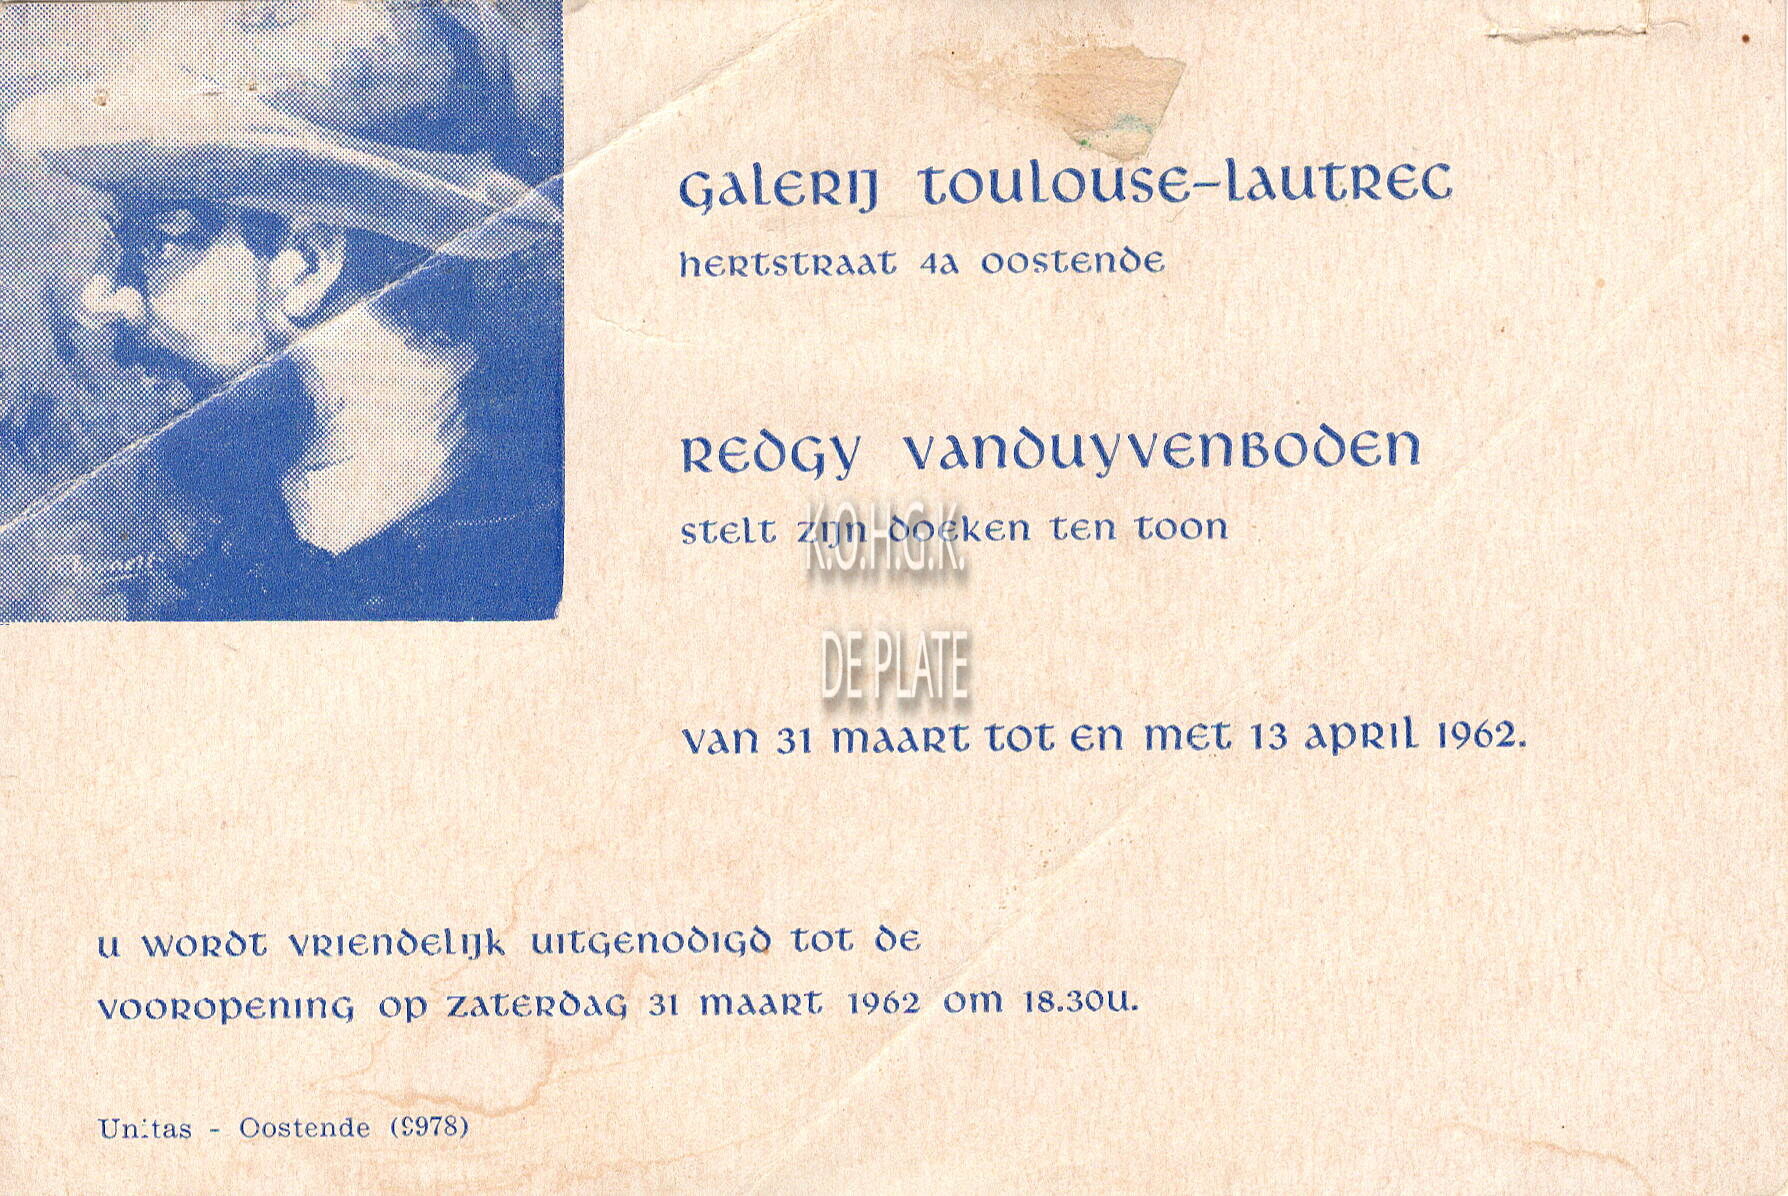 Galerij Toulouse-Lautrec
Hertstraat 4a Oostende
Redgy Vanduyvenboden
stelt zijn doeken ten toon
K.O.H.G.K.
DE PLATE
van 31 maart tot en met 13 april 1962.
U wordt vriendelijk uitgenodigd tot de
vooropening op zaterdag 31 maart 1962 om 18.30u.
Unitas - Oostende (9978)